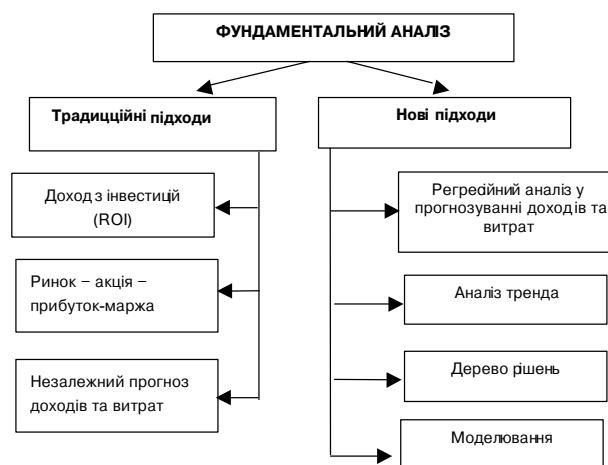 ФУНДАМЕНТАЛЬНИЙ АНАЛІЗ
Традицційні підходи
Нові підходи
Доход з інвестицій
(ROI)
Ринок – акція –
прибуток-маржа
Незалежний прогноз
доходів та витрат
Регресійний аналіз у
прогнозуванні доходів та
витрат
Аналіз тренда
Дерево рішень
Моделювання